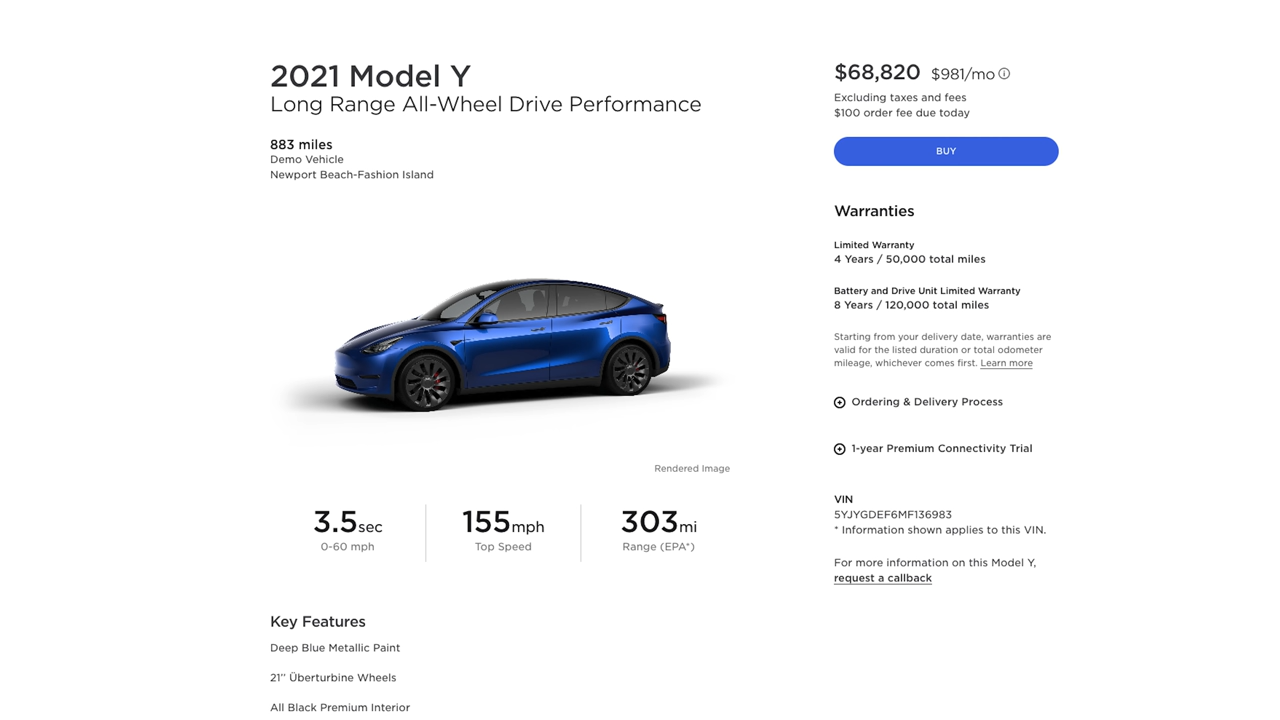 2021 Model Y
Long Range All-Wheel Drive Performance
883 miles
Demo Vehicle
Newport Beach-Fashion Island
Rendered Image
3.5sec
0-60 mph
155mph
Top Speed
303mi
Range (EPA*)
Key Features
Deep Blue Metallic Paint
21’’ Überturbine Wheels
All Black Premium Interior
$68,820 $981/mo
Excluding taxes and fees
$100 order fee due today
BUY
Warranties
Limited Warranty
4 Years / 50,000 total miles
Battery and Drive Unit Limited Warranty
8 Years / 120,000 total miles
Starting from your delivery date, warranties are
valid for the listed duration or total odometer
mileage, whichever comes first. Learn more
Ordering & Delivery Process
1-year Premium Connectivity Trial
VIN
5YJYGDEF6MF136983
* Information shown applies to this VIN.
For more information on this Model Y,
request a callback